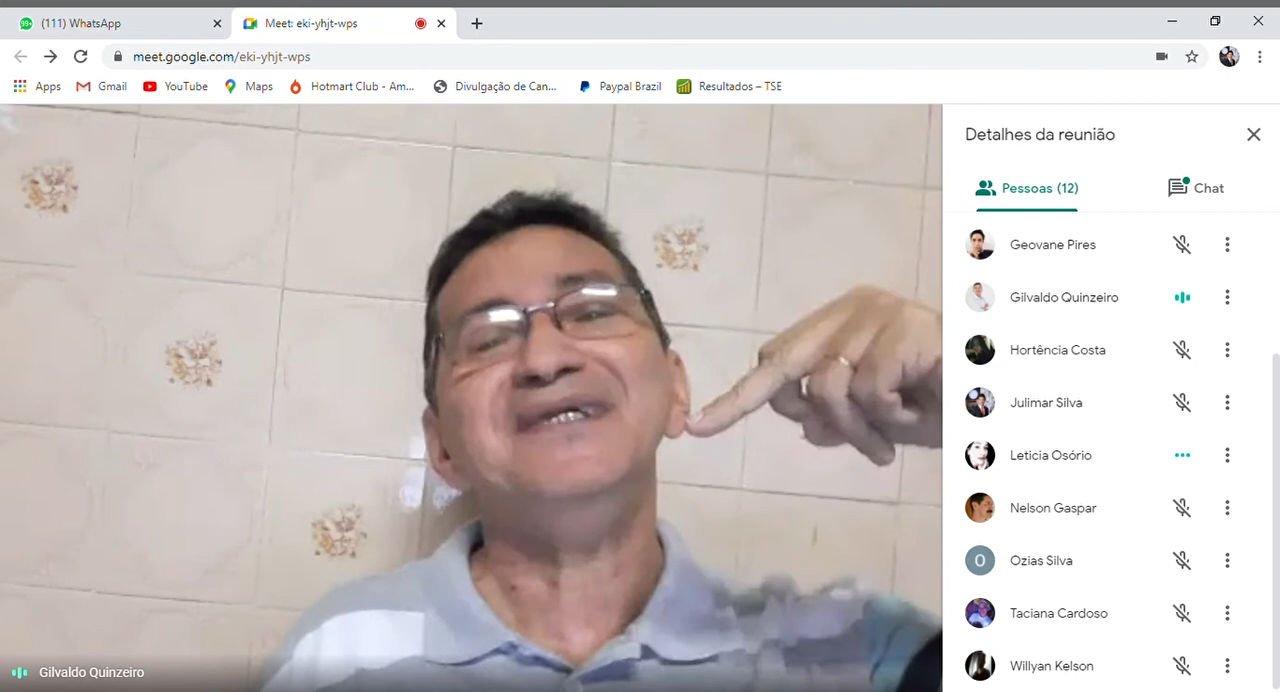 99+ (111) WhatsApp
Meet: eki-yhjt-wps
meet.google.com/eki-yhjt-wps
Apps Gmail YouTube Maps Hotmart Club - Am... Divulgação de Can... Paypal Brazil Resultados – TSE
Detalhes da reunião
Pessoas (12) Chat
Geovane Pires
Gilvaldo Quinzeiro
Hortência Costa
Julimar Silva
Leticia Osório
Nelson Gaspar
O Ozias Silva
Taciana Cardoso
Willyan Kelson
Gilvaldo Quinzeiro